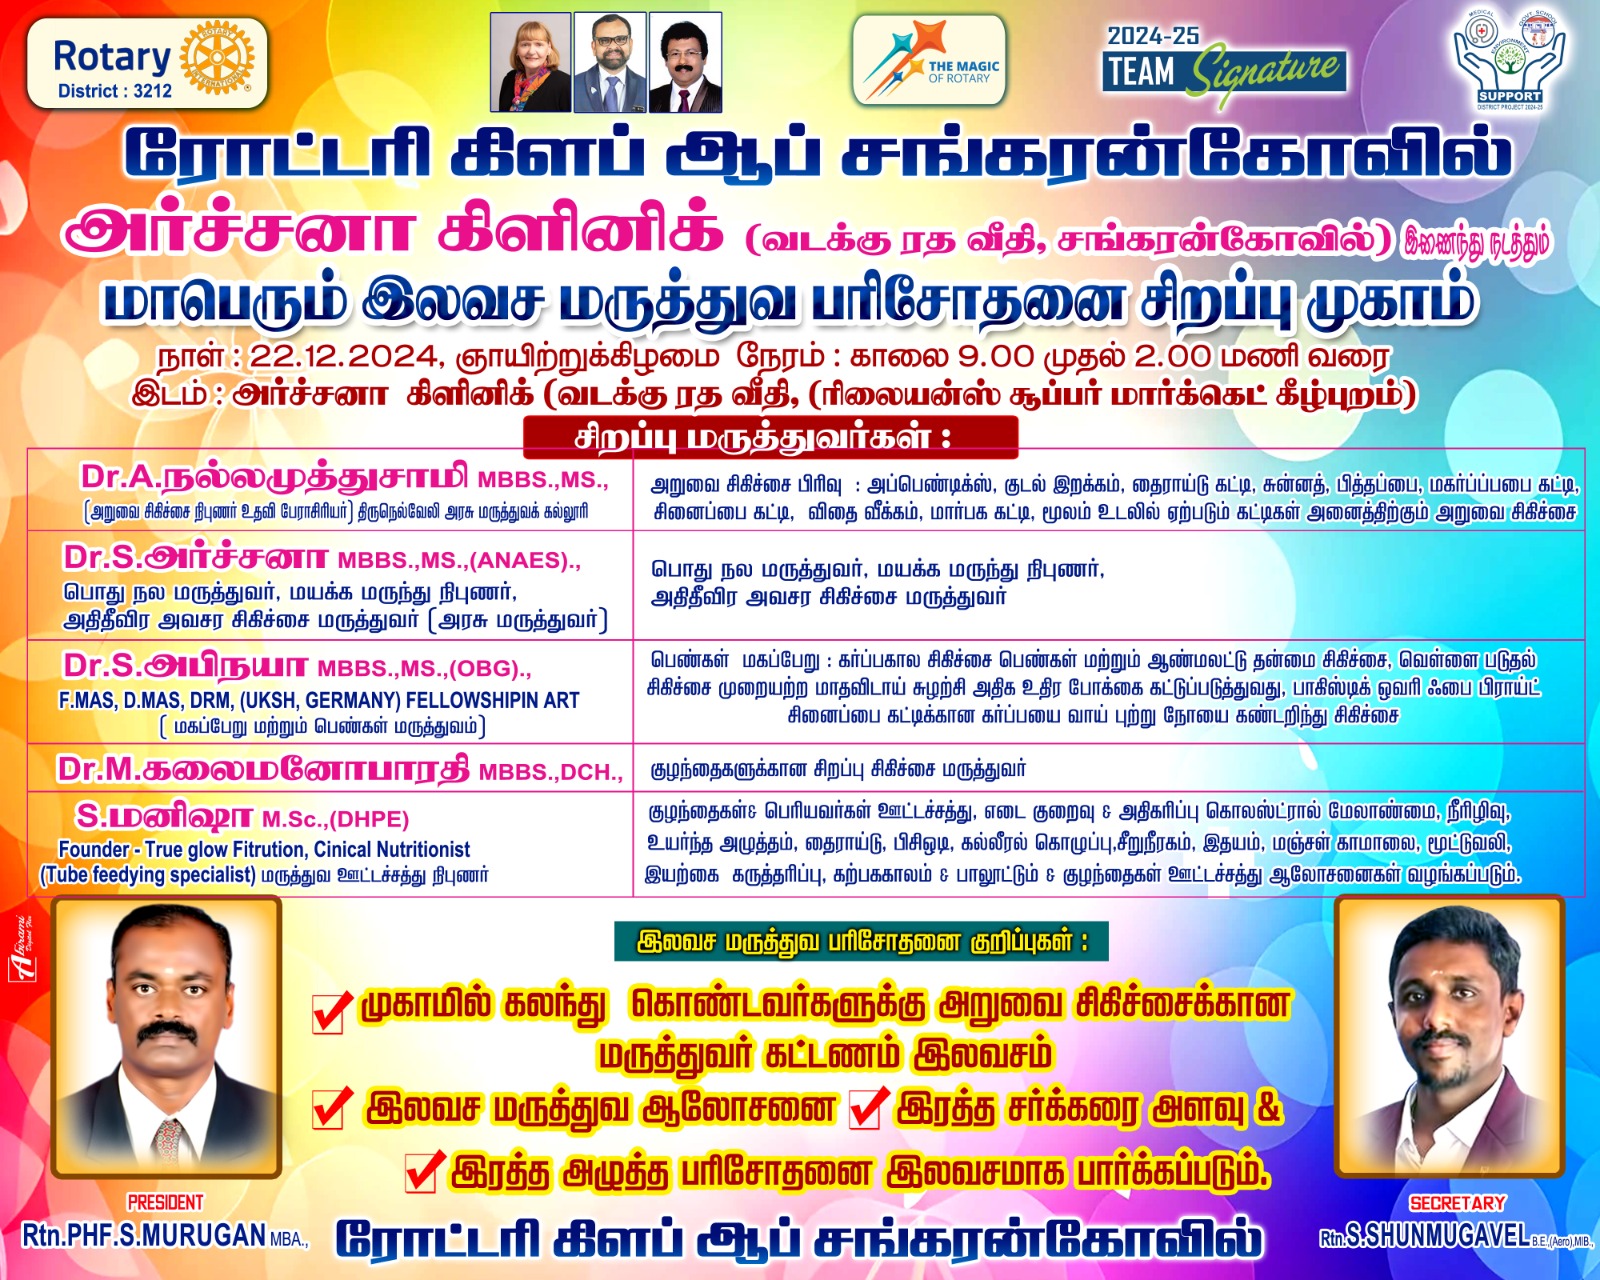 Rotary
District : 3212
THE MAGIC
OF ROTARY
2024-25
TEAM Signature
MEDICAL
GOVT SCHOOL
ENVIRONMENT
SUPPORT
DISTRICT PROJECT 2024-25
ரோட்டரி கிளப் ஆப் சங்கரன்கோவில்
அர்ச்சனா கிளினிக் (வடக்கு ரத வீதி, சங்கரன்கோவில்) இணைந்து நடத்தும்
மாபெரும் இலவச மருத்துவ பரிசோதனை சிறப்பு முகாம்
நாள் : 22.12.2024, ஞாயிற்றுக்கிழமை நேரம் : காலை 9.00 முதல் 2.00 மணி வரை
இடம் : அர்ச்சனா கிளினிக் (வடக்கு ரத வீதி, (ரிலையன்ஸ் சூப்பர் மார்க்கெட் கீழ்புறம்)
சிறப்பு மருத்துவர்கள் :
Dr.A.நல்லமுத்துசாமி MBBS.,MS.,
(அறுவை சிகிச்சை நிபுணர் உதவி பேராசிரியர்) திருநெல்வேலி அரசு மருத்துவக் கல்லூரி
அறுவை சிகிச்சை பிரிவு : அப்பெண்டிக்ஸ், குடல் இறக்கம், தைராய்டு கட்டி, சுன்னத், பித்தப்பை, மகர்ப்ப்பபை கட்டி,
சினைப்பை கட்டி, விதை வீக்கம், மார்பக கட்டி, மூலம் உடலில் ஏற்படும் கட்டிகள் அனைத்திற்கும் அறுவை சிகிச்சை
Dr.S.அர்ச்சனா MBBS.,MS.,(ANAES).,
பொது நல மருத்துவர், மயக்க மருந்து நிபுணர்,
அதிதீவிர அவசர சிகிச்சை மருத்துவர் (அரசு மருத்துவர்)
பொது நல மருத்துவர், மயக்க மருந்து நிபுணர்,
அதிதீவிர அவசர சிகிச்சை மருத்துவர்
Dr.S.அபிநயா MBBS.,MS.,(OBG).,
F.MAS, D.MAS, DRM, (UKSH, GERMANY) FELLOWSHIPIN ART
( மகப்பேறு மற்றும் பெண்கள் மருத்துவம்)
பெண்கள் மகப்பேறு : கர்ப்பகால சிகிச்சை பெண்கள் மற்றும் ஆண்மலட்டு தன்மை சிகிச்சை, வெள்ளை படுதல்
சிகிச்சை முறையற்ற மாதவிடாய் சுழற்சி அதிக உதிர போக்கை கட்டுப்படுத்துவது, பாகிஸ்டிக் ஒவரி ஃபை பிராய்ட்
சினைப்பை கட்டிக்கான கர்ப்பயை வாய் புற்று நோயை கண்டறிந்து சிகிச்சை
Dr.M.கலைமனோபாரதி MBBS.,DCH.,
குழந்தைகளுக்கான சிறப்பு சிகிச்சை மருத்துவர்
S.மனிஷா M.Sc.,(DHPE)
Founder - True glow Fitrution, Cinical Nutritionist
(Tube feedying specialist) மருத்துவ ஊட்டச்சத்து நிபுணர்
குழந்தைகள்& பெரியவர்கள் ஊட்டச்சத்து, எடை குறைவு & அதிகரிப்பு கொலஸ்ட்ரால் மேலாண்மை, நீரிழிவு,
உயர்ந்த அழுத்தம், தைராய்டு, பிசிஒடி, கல்லீரல் கொழுப்பு,சீறுநீரகம், இதயம், மஞ்சள் காமாலை, மூட்டுவலி,
இயற்கை கருத்தரிப்பு, கற்பககாலம் & பாலூட்டும் & குழந்தைகள் ஊட்டச்சத்து ஆலோசனைகள் வழங்கப்படும்.
Abirami
இலவச மருத்துவ பரிசோதனை குறிப்புகள் :
முகாமில் கலந்து கொண்டவர்களுக்கு அறுவை சிகிச்சைக்கான
மருத்துவர் கட்டணம் இலவசம்
இலவச மருத்துவ ஆலோசனை இரத்த சர்க்கரை அளவு &
இரத்த அழுத்த பரிசோதனை இலவசமாக பார்க்கப்படும்.
PRESIDENT
Rtn.PHF.S.MURUGAN MBA.,
ரோட்டரி கிளப் ஆப் சங்கரன்கோவில்
SECRETARY
Rtn.S.SHUNMUGAVEL B.E.,(Aero),MIB.,